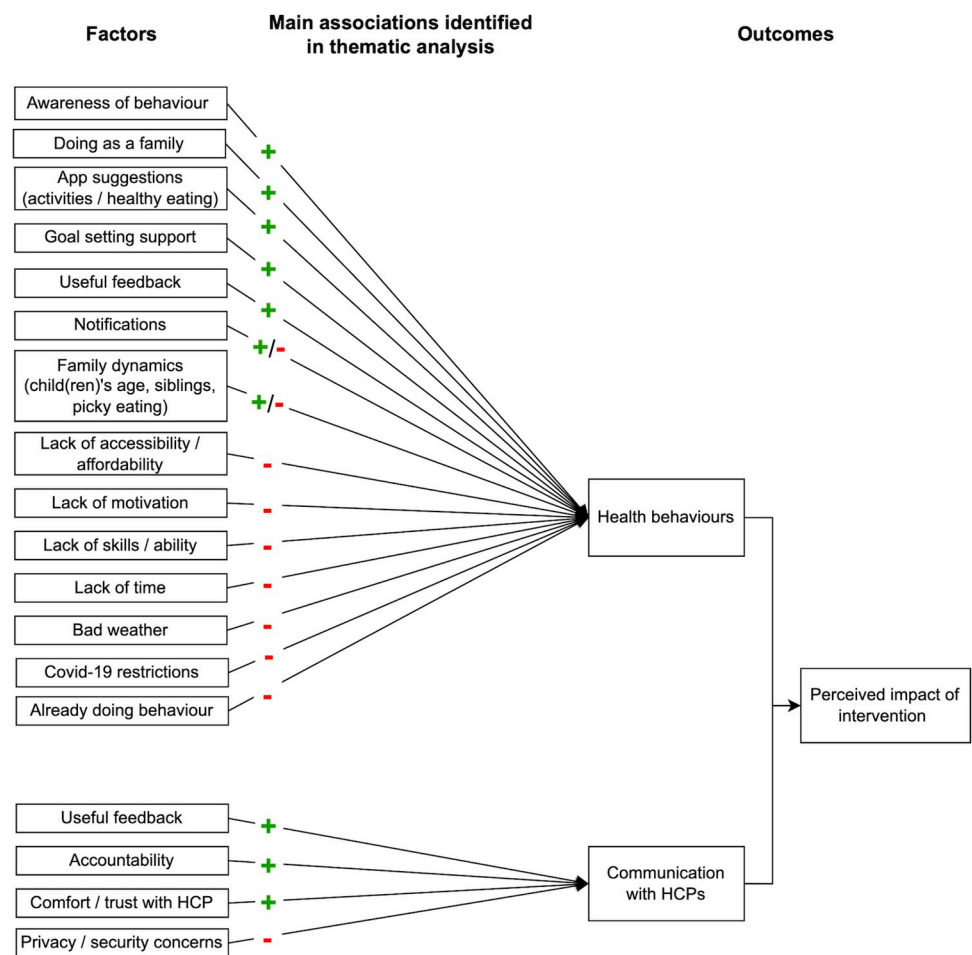 Factors
Main associations identified
in thematic analysis
Outcomes
Awareness of behaviour
+
Doing as a family
+
App suggestions
(activities / healthy eating)
+
Goal setting support
+
Useful feedback
+
Notifications
+/-
Family dynamics
(child(ren)'s age, siblings,
picky eating)
+/-
Lack of accessibility /
affordability
-
Lack of motivation
-
Lack of skills / ability
-
Lack of time
-
Bad weather
-
Covid-19 restrictions
-
Already doing behaviour
-
Health behaviours
Perceived impact of
intervention
Useful feedback
+
Accountability
+
Comfort / trust with HCP
+
Privacy / security concerns
-
Communication
with HCPs